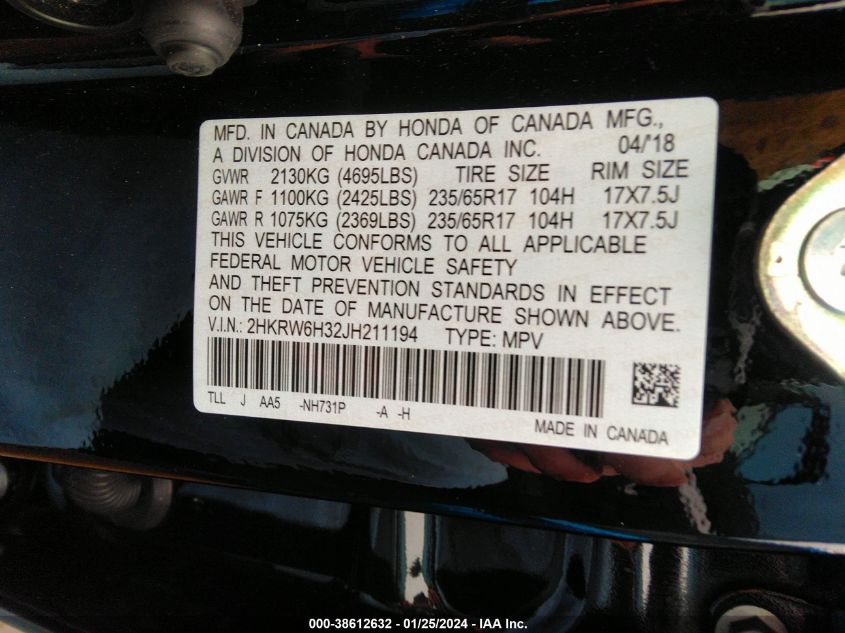 MFD. IN CANADA BY HONDA OF CANADA MFG.,
A DIVISION OF HONDA CANADA INC. 04/'18
GVWR 2130KG (4695LBS) TIRE SIZE RIM SIZE
GAWR F 1100KG (2425LBS) 235/65R17 104H 17X7.5J
GAWR R 1075KG (2369LBS) 235/65R17 104H 17X7.5J
THIS VEHICLE CONFORMS TO ALL APPLICABLE
FEDERAL MOTOR VEHICLE SAFETY
AND THEFT PREVENTION STANDARDS IN EFFECT
ON THE DATE OF MANUFACTURE SHOWN ABOVE.
V.I.N.: 2HKRW6H32JH211194 TYPE: MPV
TLL J AA5 -NH731P -A -H
MADE IN CANADA
000-38612632 - 01/25/2024 - IAA Inc.